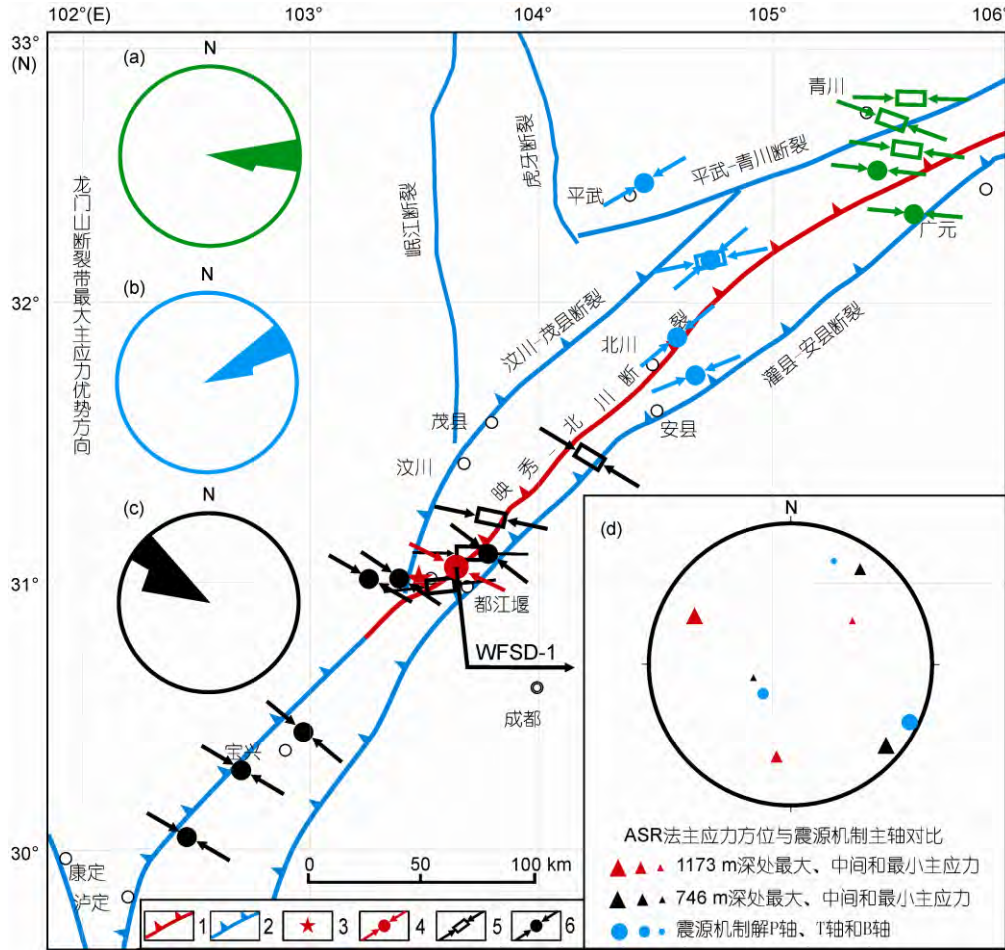 102°(E) 103° 104° 105° 106°
33°
(N)
32°
31°
30°
(a)
N
(b)
N
(c)
N
龙门山断裂带最大主应力优势方向
岷江断裂
虎牙断裂
平武
平武-青川断裂
青川
广元
汶川-茂县断裂
北川
映秀-北川断裂
灌县-安县断裂
茂县
汶川
安县
都江堰
WFSD-1
成都
宝兴
康定
泸定
0 50 100 km
1 2 3 4 5 6
(d)
N
ASR法主应力方位与震源机制主轴对比
1173 m深处最大、中间和最小主应力
746 m深处最大、中间和最小主应力
震源机制解P轴、T轴和B轴